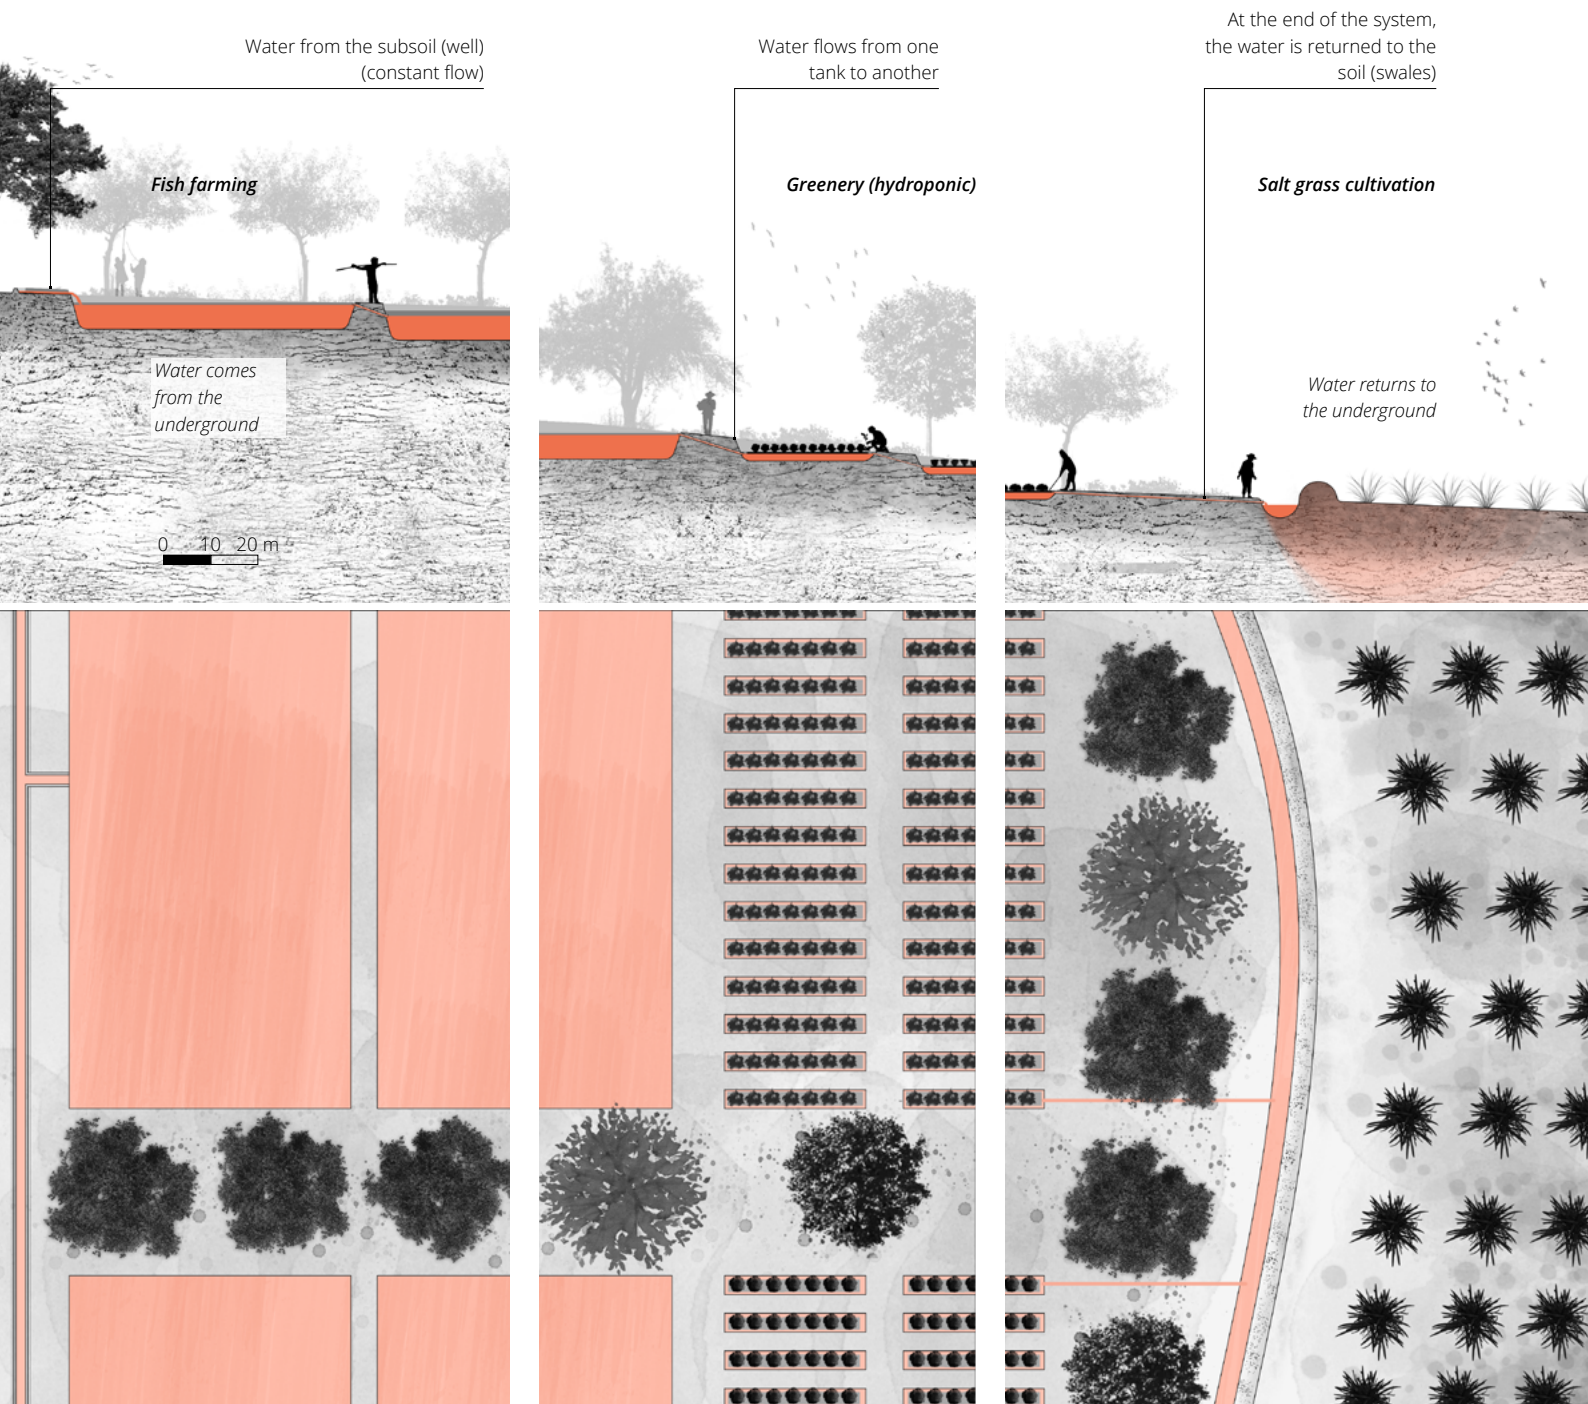 Water from the subsoil (well)
(constant flow)
Fish farming
Water comes
from the
underground
0 10 20 m
Water flows from one
tank to another
Greenery (hydroponic)
At the end of the system,
the water is returned to the
soil (swales)
Salt grass cultivation
Water returns to
the underground